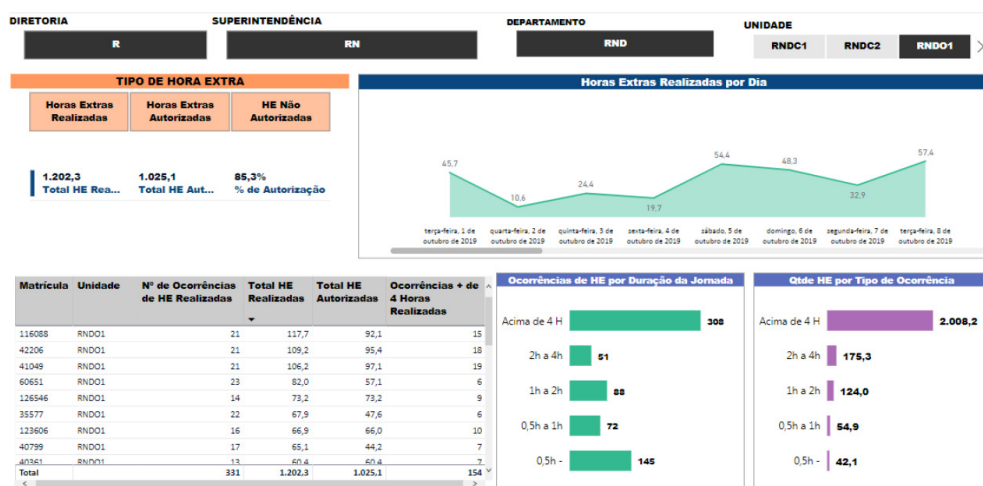 DIRETORIA SUPERINTENDÊNCIA DEPARTAMENTO UNIDADE
R RN RND RNDC1 RNDC2 RNDO1
TIPO DE HORA EXTRA
Horas Extras Realizadas por Dia
Horas Extras Horas Extras HE Não
Realizadas Autorizadas Autorizadas
45,7 10,6 24,4 19,7 54,4 48,3 32,9 57,4
1.202,3 1.025,1 85,3%
Total HE Rea... Total HE Aut... % de Autorização
terça-feira, 1 de quarta-feira, 2 de quinta-feira, 3 de sexta-feira, 4 de sábado, 5 de domingo, 6 de segunda-feira, 7 de terça-feira, 8 de
outubro de 2019 outubro de 2019 outubro de 2019 outubro de 2019 outubro de 2019 outubro de 2019 outubro de 2019 outubro de 2019
Matrícula Unidade Nº de Ocorrências Total HE Total HE Ocorrências + de
de HE Realizadas Realizadas Autorizadas 4 Horas
Realizadas
116088 RNDO1 21 117,7 92,1 15
42206 RNDO1 21 109,2 95,4 18
41049 RNDO1 21 106,2 97,1 19
60651 RNDO1 23 82,0 57,1 6
126546 RNDO1 14 73,2 73,2 9
35577 RNDO1 22 67,9 47,6 6
123606 RNDO1 16 66,9 66,0 10
40799 RNDO1 17 65,1 44,2 7
40361 RNDO1 13 60,4 60,4 7
Total 331 1.202,3 1.025,1 154
Ocorrências de HE por Duração da Jornada
Acima de 4 H 308
2h a 4h 51
1h a 2h 88
0,5h a 1h 72
0,5h - 145
Qtde HE por Tipo de Ocorrência
Acima de 4 H 2.006,2
2h a 4h 175,3
1h a 2h 124,0
0,5h a 1h 54,9
0,5h - 42,1